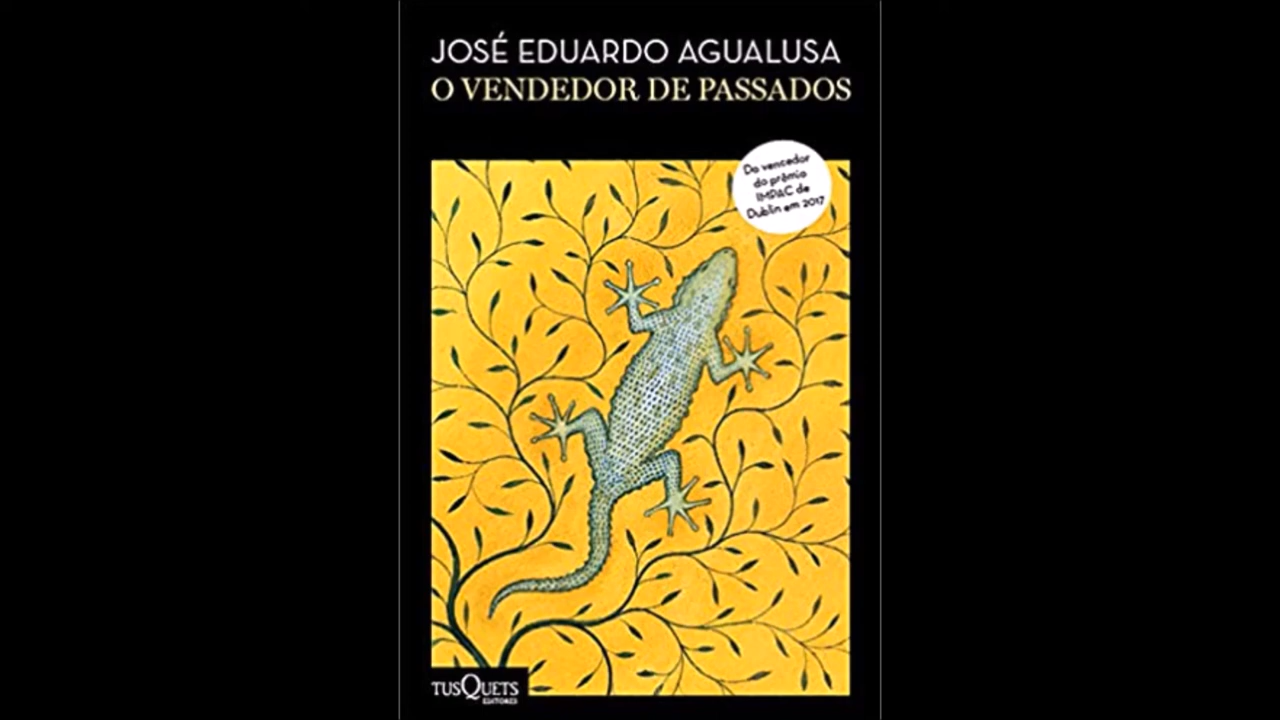 JOSÉ EDUARDO AGUALUSA
O VENDEDOR DE PASSADOS
Do vencedor
do prêmio
IMPAC de
Dublin em 2017
TUSQUETS
EDITORES